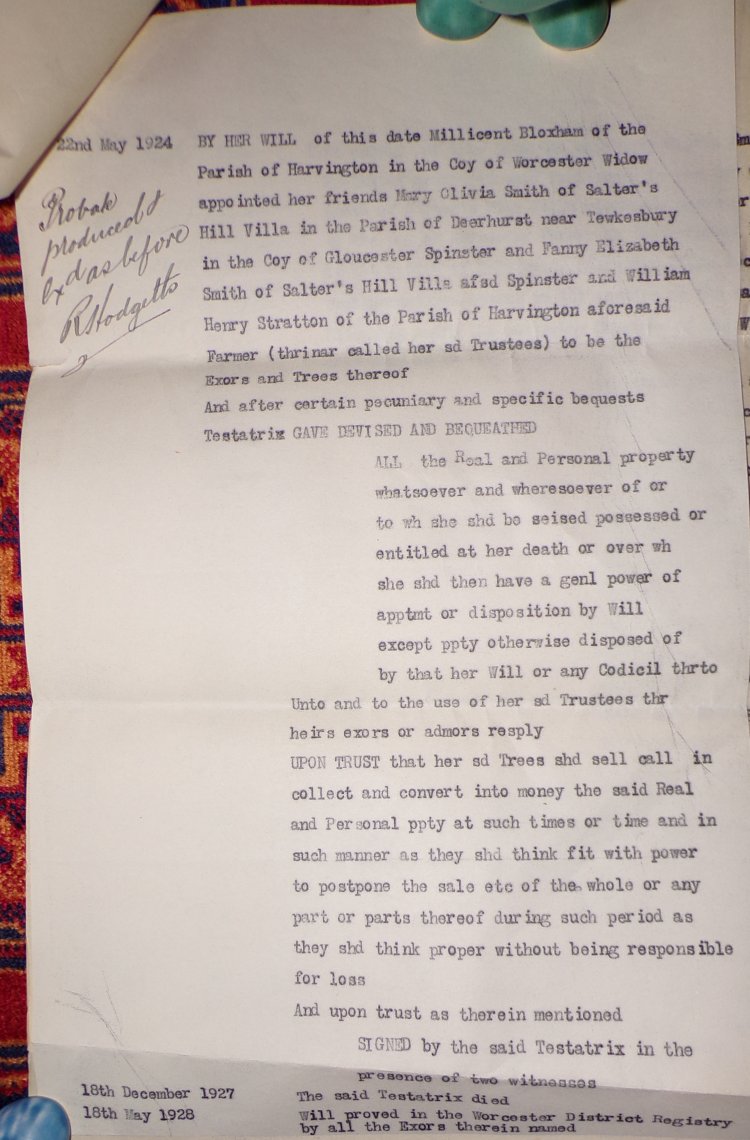 22nd May 1924 BY HER WILL of this date Millicent Bloxham of the
Parish of Harvington in the Coy of Worcester Widow
appointed her friends Mary Olivia Smith of Salter's
Hill Villa in the Parish of Deerhurst near Tewkesbury
in the Coy of Gloucester Spinster and Fanny Elizabeth
Smith of Salter's Hill Villa afsd Spinster and William
Henry Stratton of the Parish of Harvington aforesaid
Farmer (thrinar called her sd Trustees) to be the
Exors and Trees thereof
And after certain pecuniary and specific bequests
Testatrix GAVE DEVISED AND BEQUEATHED
ALL the Real and Personal property
whatsoever and wheresoever of or
to wh she shd be seised possessed or
entitled at her death or over wh
she shd then have a genl power of
apptmt or disposition by Will
except ppty otherwise disposed of
by that her Will or any Codicil thrto
Unto and to the use of her sd Trustees thr
heirs exors or admors resply
UPON TRUST that her sd Trees shd sell call in
collect and convert into money the said Real
and Personal ppty at such times or time and in
such manner as they shd think fit with power
to postpone the sale etc of the whole or any
part or parts thereof during such period as
they shd think proper without being responsible
for loss
And upon trust as therein mentioned
SIGNED by the said Testatrix in the
presence of two witnesses
18th December 1927 The said Testatrix died
18th May 1928 Will proved in the Worcester District Registry
by all the Exors therein named
Probate
produced &
exd as before
R Hodgetts